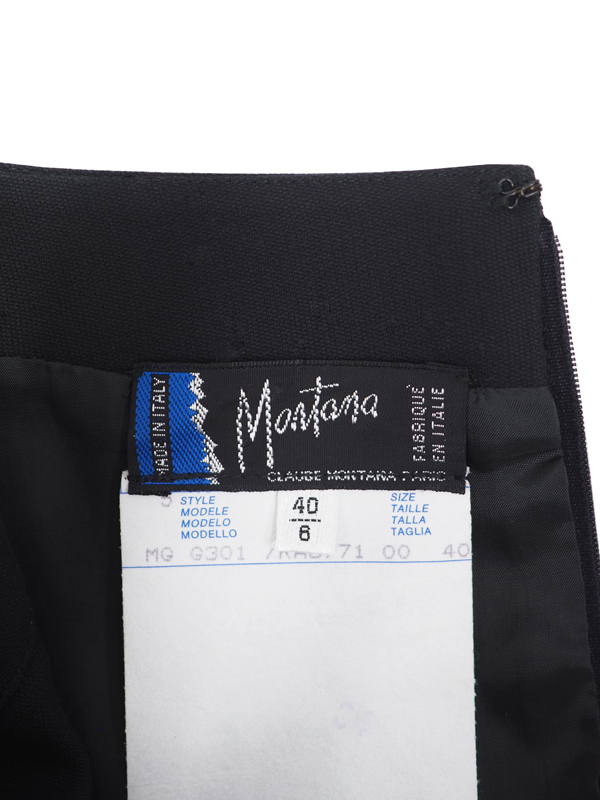 MADE IN ITALY
Montana
FABRIQUÉ
EN ITALIE
CLAUDE MONTANA PARIS
STYLE
MODELE
MODELO
MODELLO
40
6
SIZE
TAILLE
TALLA
TAGLIA
MG G301 71 00 40